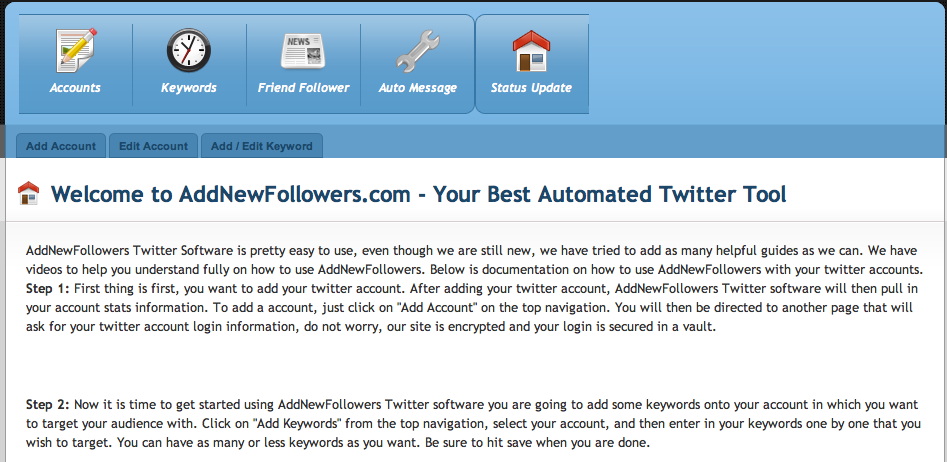 NEWS
Accounts
Keywords
Friend Follower
Auto Message
Status Update
Add Account
Edit Account
Add / Edit Keyword
Welcome to AddNewFollowers.com - Your Best Automated Twitter Tool
AddNewFollowers Twitter Software is pretty easy to use, even though we are still new, we have tried to add as many helpful guides as we can. We have
videos to help you understand fully on how to use AddNewFollowers. Below is documentation on how to use AddNewFollowers with your twitter accounts.
Step 1: First thing is first, you want to add your twitter account. After adding your twitter account, AddNewFollowers Twitter software will then pull in
your account stats information. To add a account, just click on "Add Account" on the top navigation. You will then be directed to another page that will
ask for your twitter account login information, do not worry, our site is encrypted and your login is secured in a vault.
Step 2: Now it is time to get started using AddNewFollowers Twitter software you are going to add some keywords onto your account in which you want
to target your audience with. Click on "Add Keywords" from the top navigation, select your account, and then enter in your keywords one by one that you
wish to target. You can have as many or less keywords as you want. Be sure to hit save when you are done.